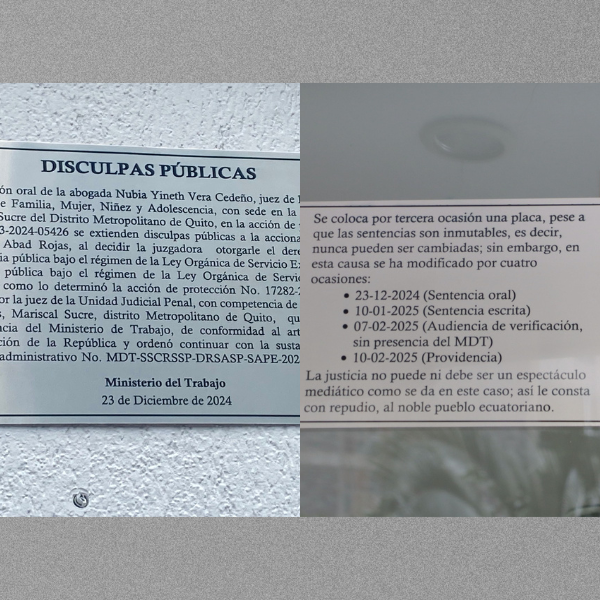 DISCULPAS PÚBLICAS
ón oral de la abogada Nubia Yineth Vera Cedeño, juez de
e Familia, Mujer, Niñez y Adolescencia, con sede en la
Sucre del Distrito Metropolitano de Quito, en la acción de
3-2024-05426 se extienden disculpas públicas a la acciona
Abad Rojas, al decidir la juzgadora otorgarle el dere
ia pública bajo el régimen de la Ley Orgánica de Servicio
pública bajo el régimen de la Ley Orgánica de Servic
como lo determinó la acción de protección No. 17282-
or la juez de la Unidad Judicial Penal, con competencia de
s, Mariscal Sucre, distrito Metropolitano de Quito, qu
ncia del Ministerio de Trabajo, de conformidad al art
ción de la República y ordenó continuar con la susta
administrativo No. MDT-SSCRSSP-DRSASP-SAPE-202
Ministerio del Trabajo
23 de Diciembre de 2024
Se coloca por tercera ocasión una placa, pese a
que las sentencias son inmutables, es decir,
nunca pueden ser cambiadas; sin embargo, en
esta causa se ha modificado por cuatro
ocasiones:
• 23-12-2024 (Sentencia oral)
• 10-01-2025 (Sentencia escrita)
• 07-02-2025 (Audiencia de verificación,
sin presencia del MDT)
• 10-02-2025 (Providencia)
La justicia no puede ni debe ser un espectáculo
mediático como se da en este caso; así le consta
con repudio, al noble pueblo ecuatoriano.